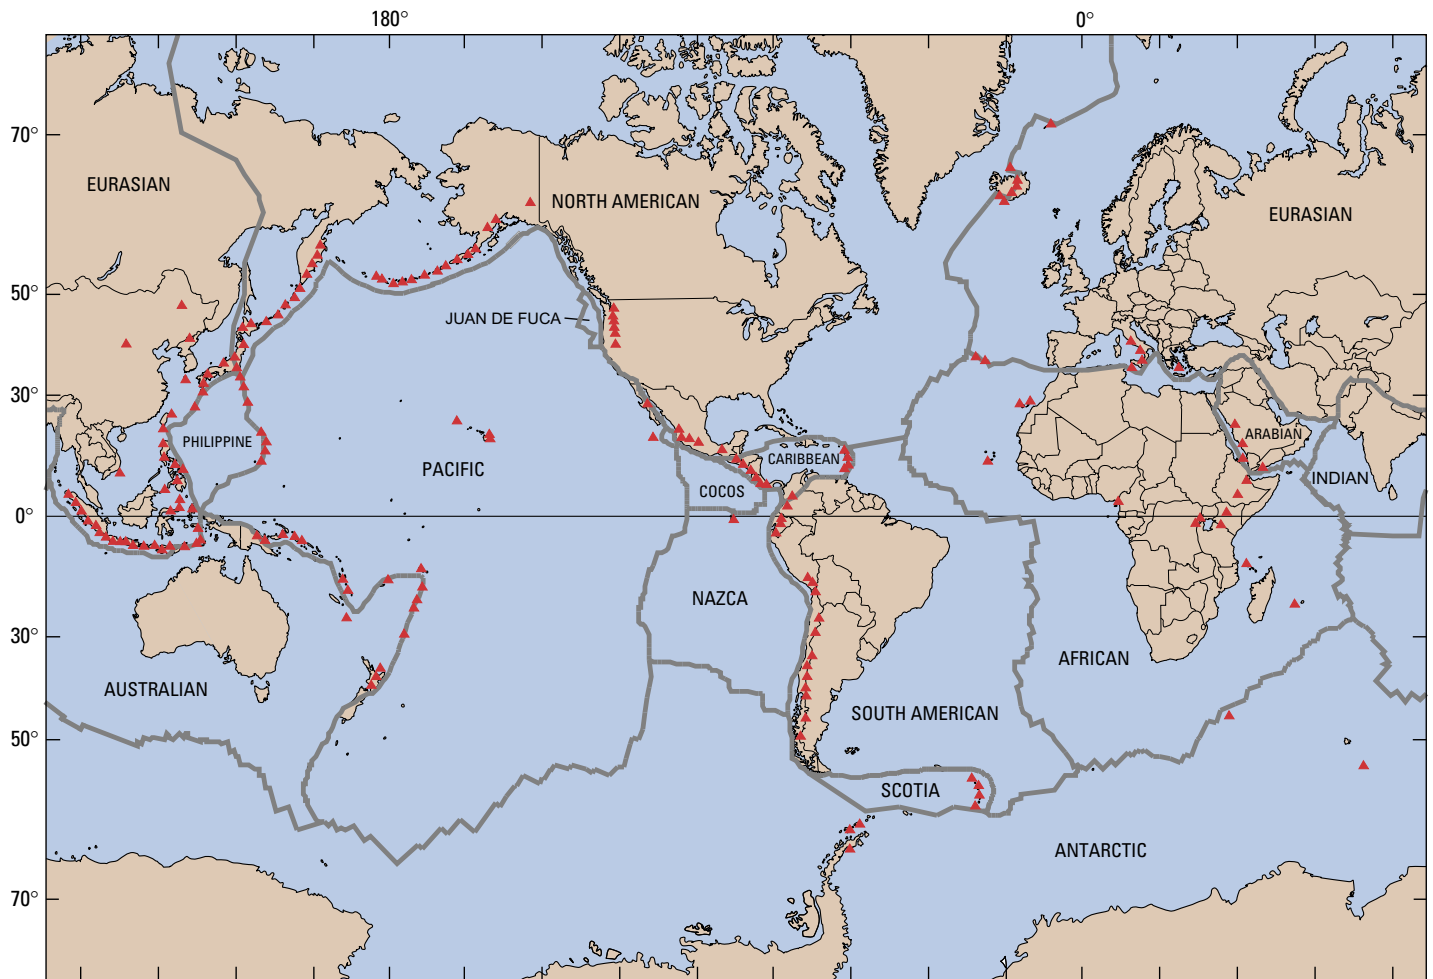 180°
0°
70°
50°
30°
0°
30°
50°
70°
EURASIAN
NORTH AMERICAN
EURASIAN
JUAN DE FUCA
PHILIPPINE
PACIFIC
COCOS
CARIBBEAN
ARABIAN
INDIAN
NAZCA
AUSTRALIAN
SOUTH AMERICAN
AFRICAN
SCOTIA
ANTARCTIC